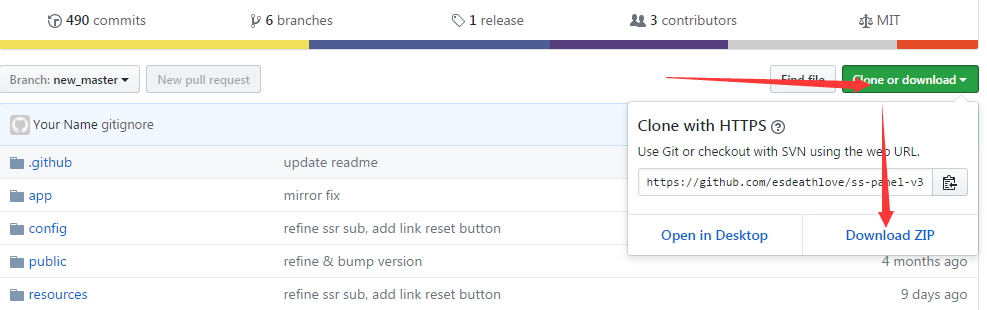 490 commits 6 branches 1 release 3 contributors MIT
Branch: new_master New pull request Find file Clone or download
Your Name gitignore
Clone with HTTPS ?
Use Git or checkout with SVN using the web URL.
https://github.com/esdeathlove/ss-panel-v3
Open in Desktop Download ZIP
.github update readme
app mirror fix
config refine ssr sub, add link reset button
public refine & bump version 4 months ago
resources refine ssr sub, add link reset button 9 days ago